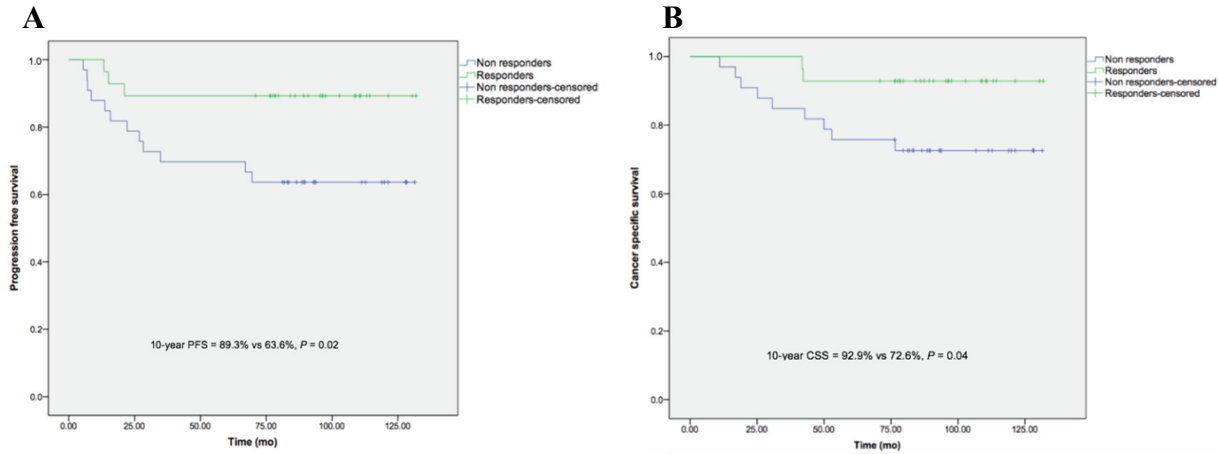 A
1.0
0.8
0.6
0.4
0.2
0.0
Progression free survival
10-year PFS = 89.3% vs 63.6%, P = 0.02
0.00 25.00 50.00 75.00 100.00 125.00
Time (mo)
Non responders
Responders
Non responders-censored
Responders-censored
B
1.0
0.8
0.6
0.4
0.2
0.0
Cancer specific survival
10-year CSS = 92.9% vs 72.6%, P = 0.04
0.00 25.00 50.00 75.00 100.00 125.00
Time (mo)
Non responders
Responders
Non responders-censored
Responders-censored